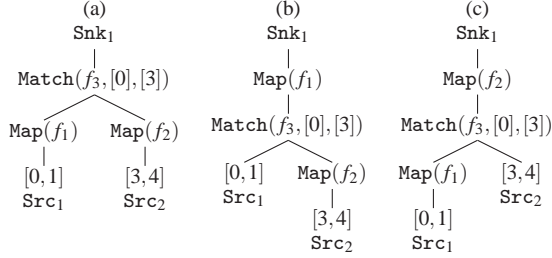 (a)
Snk₁
Match(f₃,[0],[3])
Map(f₁) Map(f₂)
[0,1] [3,4]
Src₁ Src₂
(b)
Snk₁
Map(f₁)
Match(f₃,[0],[3])
[0,1] Map(f₂)
Src₁
[3,4]
Src₂
(c)
Snk₁
Map(f₂)
Match(f₃,[0],[3])
Map(f₁) [3,4]
Src₂
[0,1]
Src₁